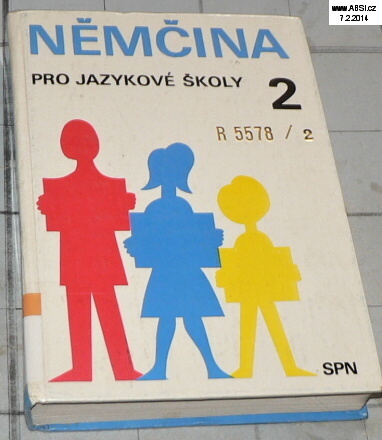 www.ABSI.cz
7.2.2014
NĚMČINA
PRO JAZYKOVÉ ŠKOLY
2
R 5578 / 2
SPN